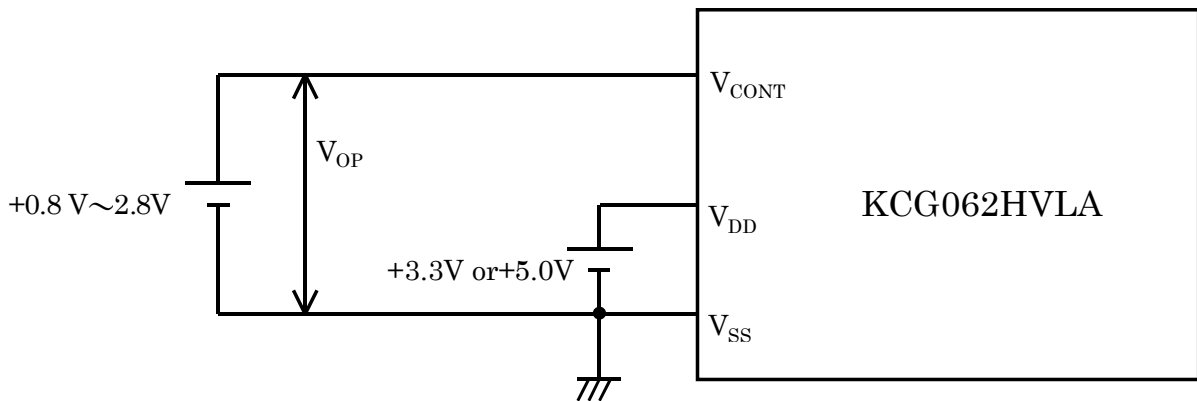 V_CONT
V_OP
+0.8 V～2.8V
V_DD
KCG062HVLA
+3.3V or+5.0V
V_SS